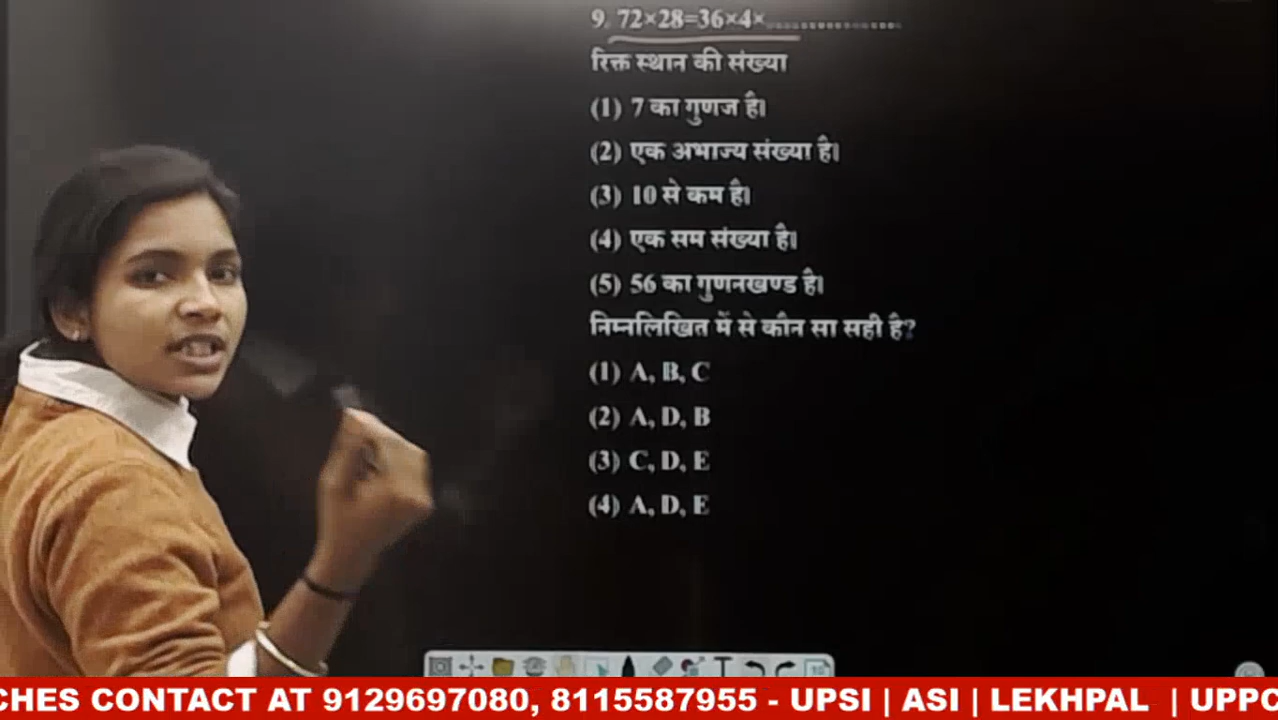 9. 72×28=36×4×....................
रिक्त स्थान की संख्या
(1) 7 का गुणज है।
(2) एक अभाज्य संख्या है।
(3) 10 से कम है।
(4) एक सम संख्या है।
(5) 56 का गुणनखण्ड है।
निम्नलिखित में से कौन सा सही है?
(1) A, B, C
(2) A, D, B
(3) C, D, E
(4) A, D, E
CHES CONTACT AT 9129697080, 8115587955 - UPSI | ASI | LEKHPAL | UPPC